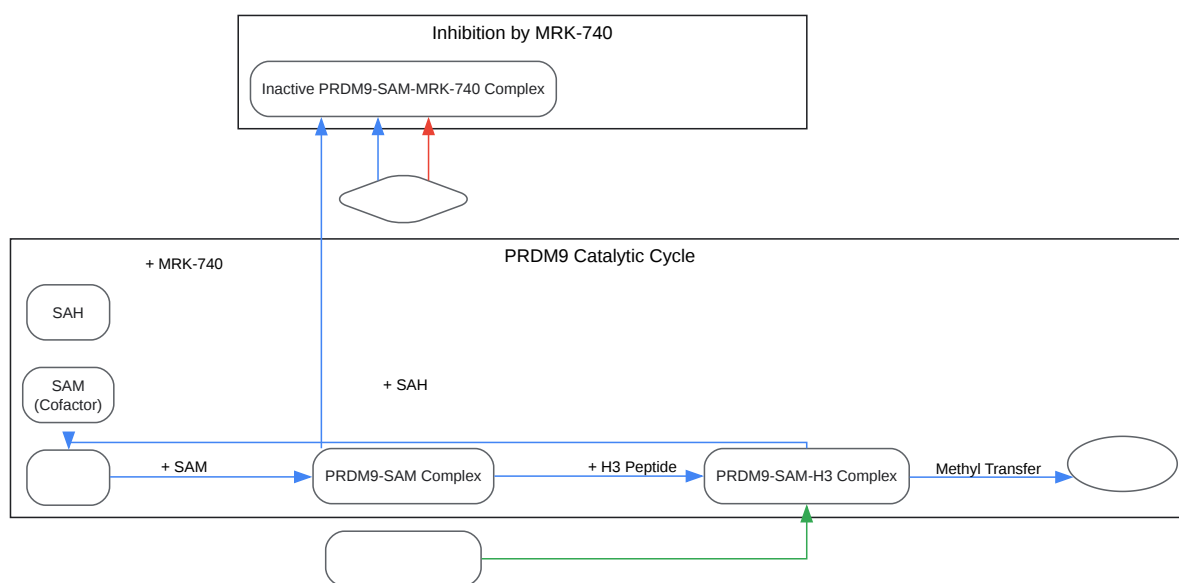 Inhibition by MRK-740
Inactive PRDM9-SAM-MRK-740 Complex
PRDM9 Catalytic Cycle
+ MRK-740
SAH
SAM
(Cofactor)
+ SAH
+ SAM
PRDM9-SAM Complex
+ H3 Peptide
PRDM9-SAM-H3 Complex
Methyl Transfer